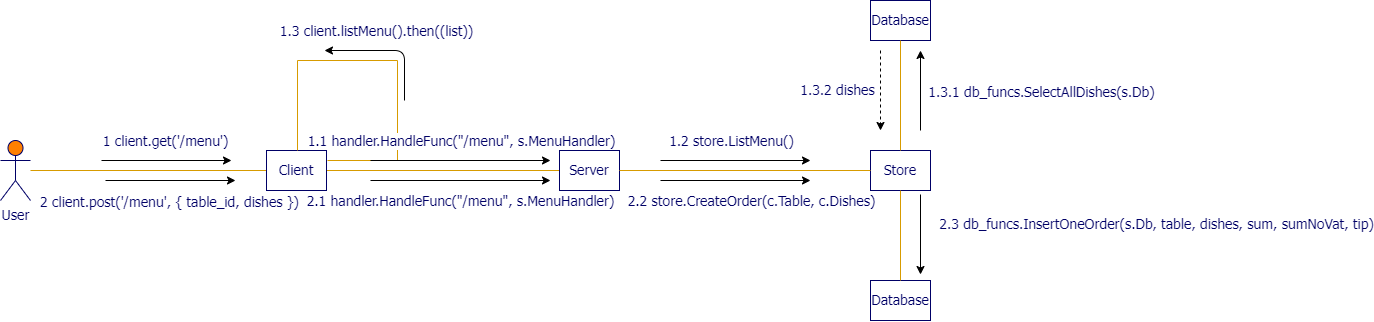 Database
1.3 client.listMenu().then((list))
1.3.2 dishes
1.3.1 db_funcs.SelectAllDishes(s.Db)
1 client.get('/menu')
1.1 handler.HandleFunc("/menu", s.MenuHandler)
1.2 store.ListMenu()
Client
Server
Store
User
2 client.post('/menu', { table_id, dishes })
2.1 handler.HandleFunc("/menu", s.MenuHandler)
2.2 store.CreateOrder(c.Table, c.Dishes)
2.3 db_funcs.InsertOneOrder(s.Db, table, dishes, sum, sumNoVat, tip)
Database